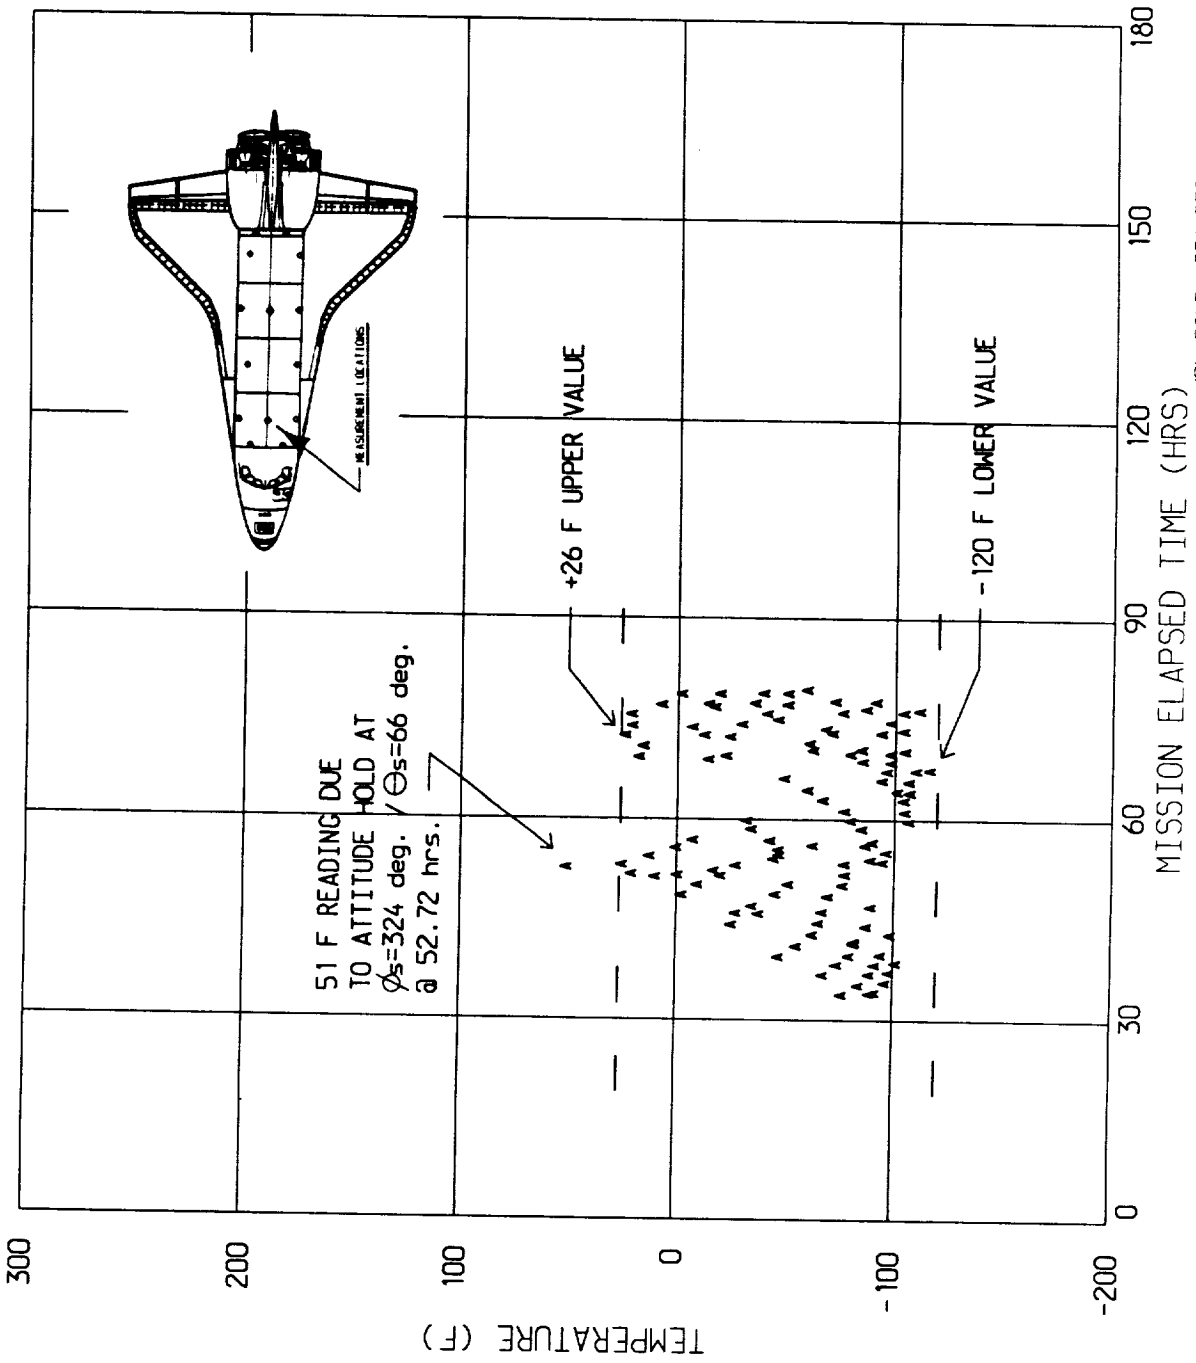 TEMPERATURE (F)
300
200
100
0
-100
-200
51 F READING DUE
TO ATTITUDE HOLD AT
Øs=324 deg. / Θs=66 deg.
@ 52.72 hrs.
MEASUREMENT LOCATIONS
+26 F UPPER VALUE
-120 F LOWER VALUE
0
30
60
90
120
150
180
MISSION ELAPSED TIME (HRS)